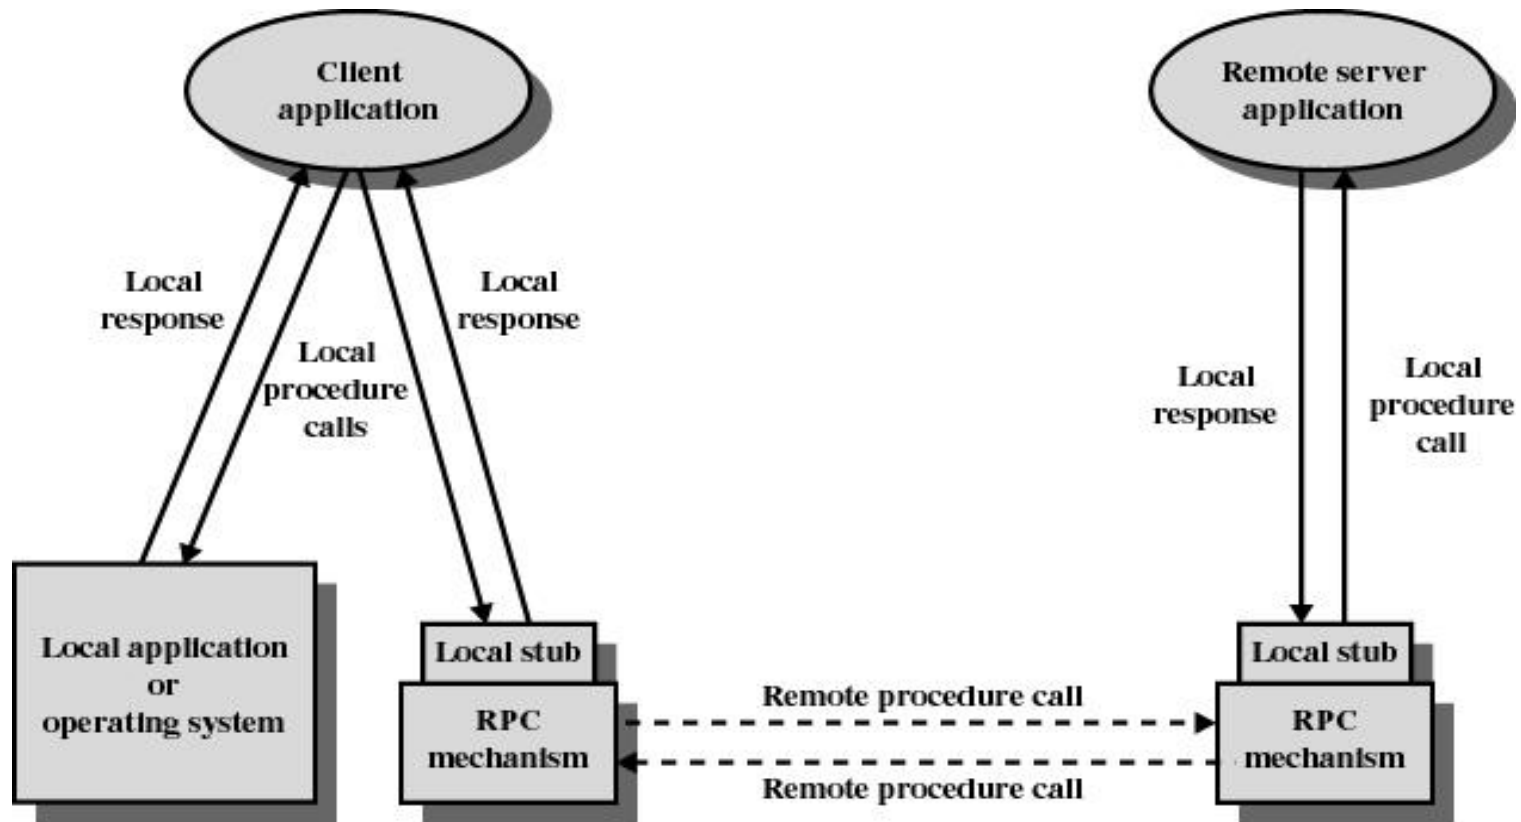 Client
application
Remote server
application
Local
response
Local
response
Local
procedure
calls
Local
response
Local
procedure
call
Local application
or
operating system
Local stub
RPC
mechanism
Remote procedure call
Remote procedure call
Local stub
RPC
mechanism